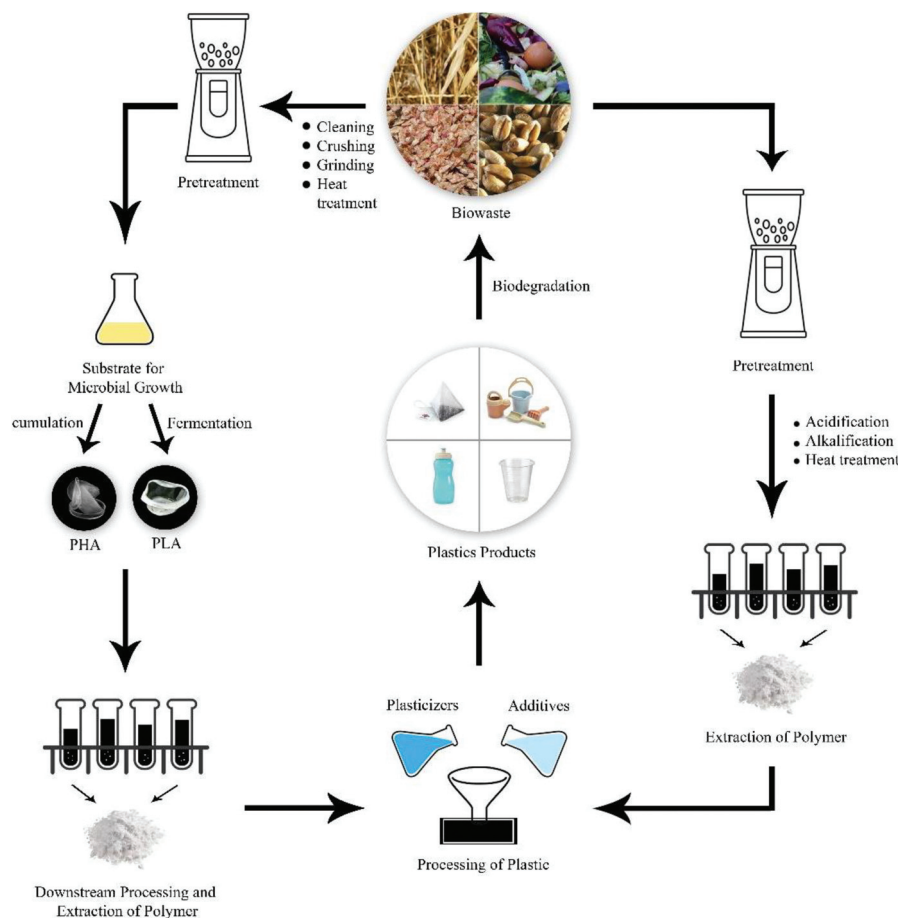 Pretreatment
Cleaning
Crushing
Grinding
Heat
treatment
Biowaste
Biodegradation
Pretreatment
Substrate for
Microbial Growth
cumulation
Fermentation
PHA
PLA
Plastics Products
Acidification
Alkalification
Heat treatment
Plasticizers
Additives
Extraction of Polymer
Processing of Plastic
Downstream Processing and
Extraction of Polymer